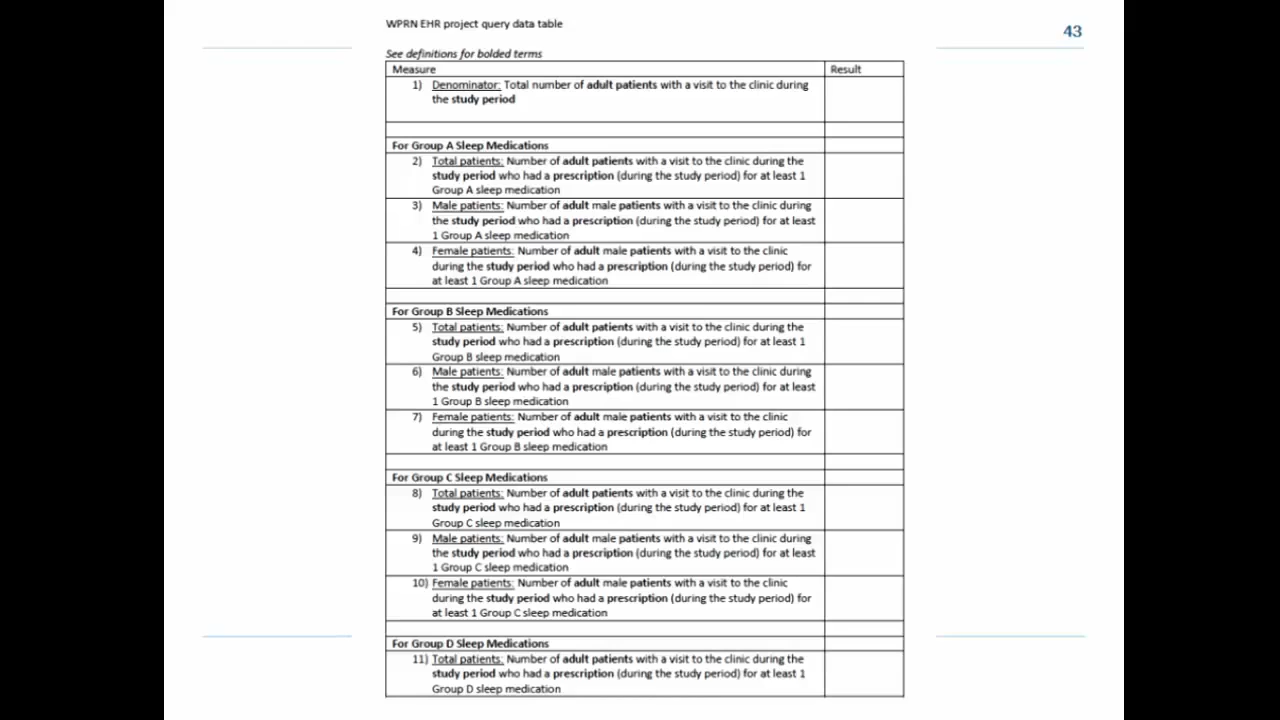 WPRN EHR project query data table
43
See definitions for bolded terms
Measure Result
1) Denominator: Total number of adult patients with a visit to the clinic during
the study period
For Group A Sleep Medications
2) Total patients: Number of adult patients with a visit to the clinic during the
study period who had a prescription (during the study period) for at least 1
Group A sleep medication
3) Male patients: Number of adult male patients with a visit to the clinic during
the study period who had a prescription (during the study period) for at least
1 Group A sleep medication
4) Female patients: Number of adult male patients with a visit to the clinic
during the study period who had a prescription (during the study period) for
at least 1 Group A sleep medication
For Group B Sleep Medications
5) Total patients: Number of adult patients with a visit to the clinic during the
study period who had a prescription (during the study period) for at least 1
Group B sleep medication
6) Male patients: Number of adult male patients with a visit to the clinic during
the study period who had a prescription (during the study period) for at least
1 Group B sleep medication
7) Female patients: Number of adult male patients with a visit to the clinic
during the study period who had a prescription (during the study period) for
at least 1 Group B sleep medication
For Group C Sleep Medications
8) Total patients: Number of adult patients with a visit to the clinic during the
study period who had a prescription (during the study period) for at least 1
Group C sleep medication
9) Male patients: Number of adult male patients with a visit to the clinic during
the study period who had a prescription (during the study period) for at least
1 Group C sleep medication
10) Female patients: Number of adult male patients with a visit to the clinic
during the study period who had a prescription (during the study period) for
at least 1 Group C sleep medication
For Group D Sleep Medications
11) Total patients: Number of adult patients with a visit to the clinic during the
study period who had a prescription (during the study period) for at least 1
Group D sleep medication